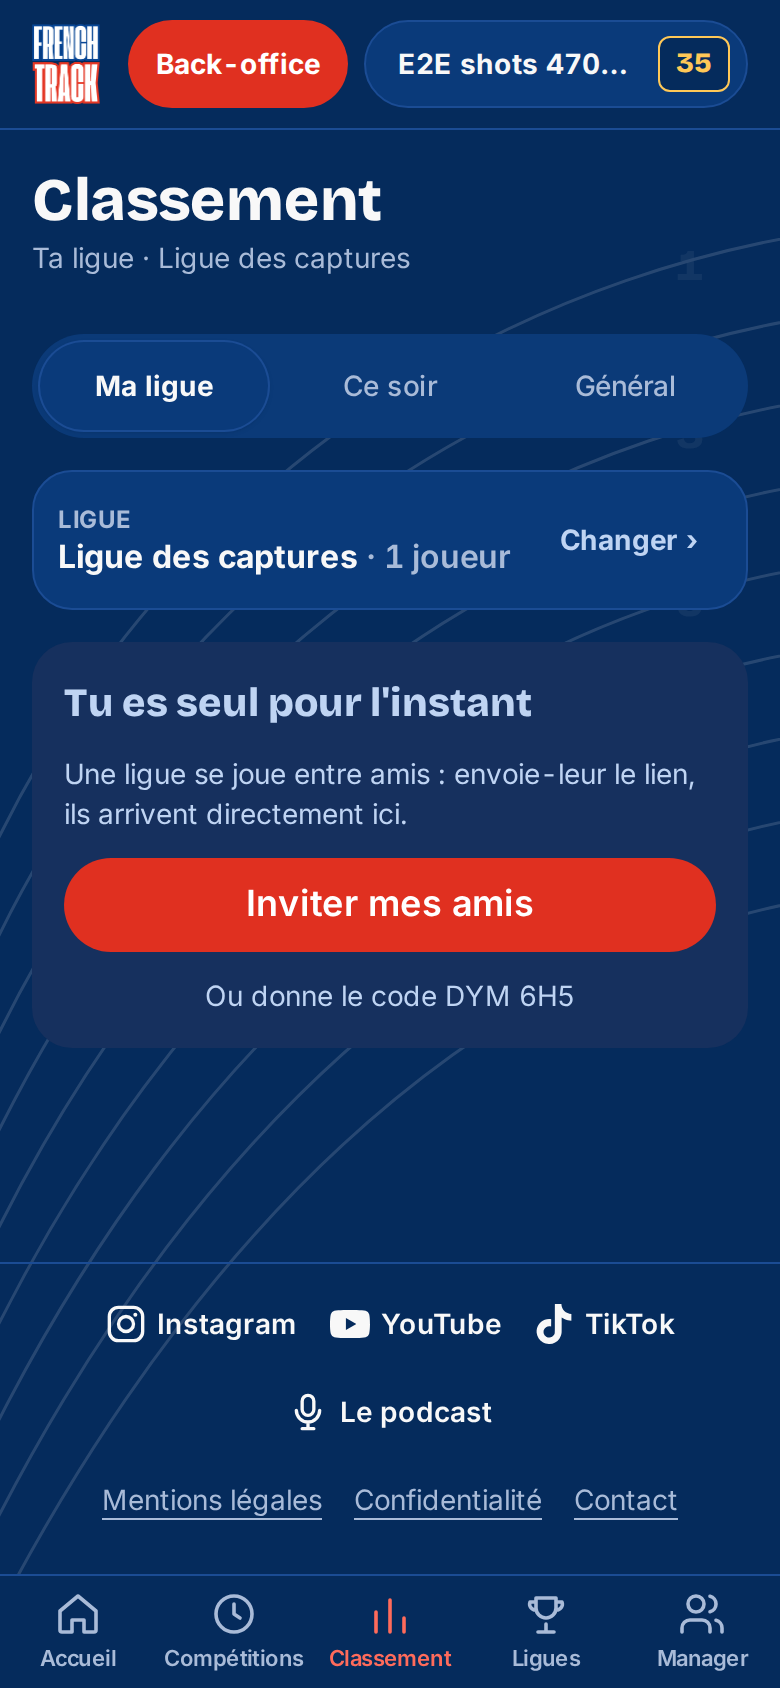 FRENCH
TRACK
Back-office
E2E shots 470...
35
Classement
Ta ligue · Ligue des captures
1
Ma ligue
Ce soir
Général
LIGUE
Ligue des captures · 1 joueur
Changer ›
Tu es seul pour l'instant
Une ligue se joue entre amis : envoie-leur le lien,
ils arrivent directement ici.
Inviter mes amis
Ou donne le code DYM 6H5
Instagram
YouTube
TikTok
Le podcast
Mentions légales
Confidentialité
Contact
Accueil
Compétitions
Classement
Ligues
Manager